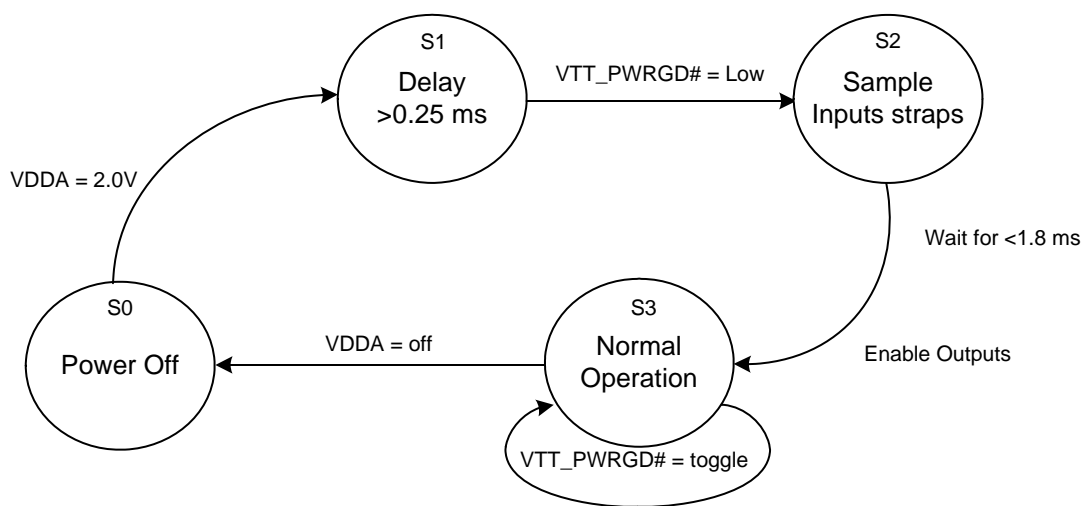 S1
Delay
>0.25 ms
VTT_PWRGD# = Low
S2
Sample
Inputs straps
VDDA = 2.0V
Wait for <1.8 ms
S0
Power Off
VDDA = off
S3
Normal
Operation
Enable Outputs
VTT_PWRGD# = toggle